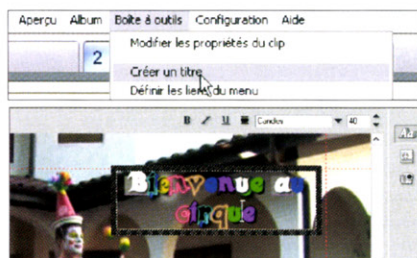 Aperçu Album Boîte à outils Configuration Aide
2
Modifier les propriétés du clip
Créer un titre
Définir les liens du menu
B I U Candles 40
Bienvenue au
cirque